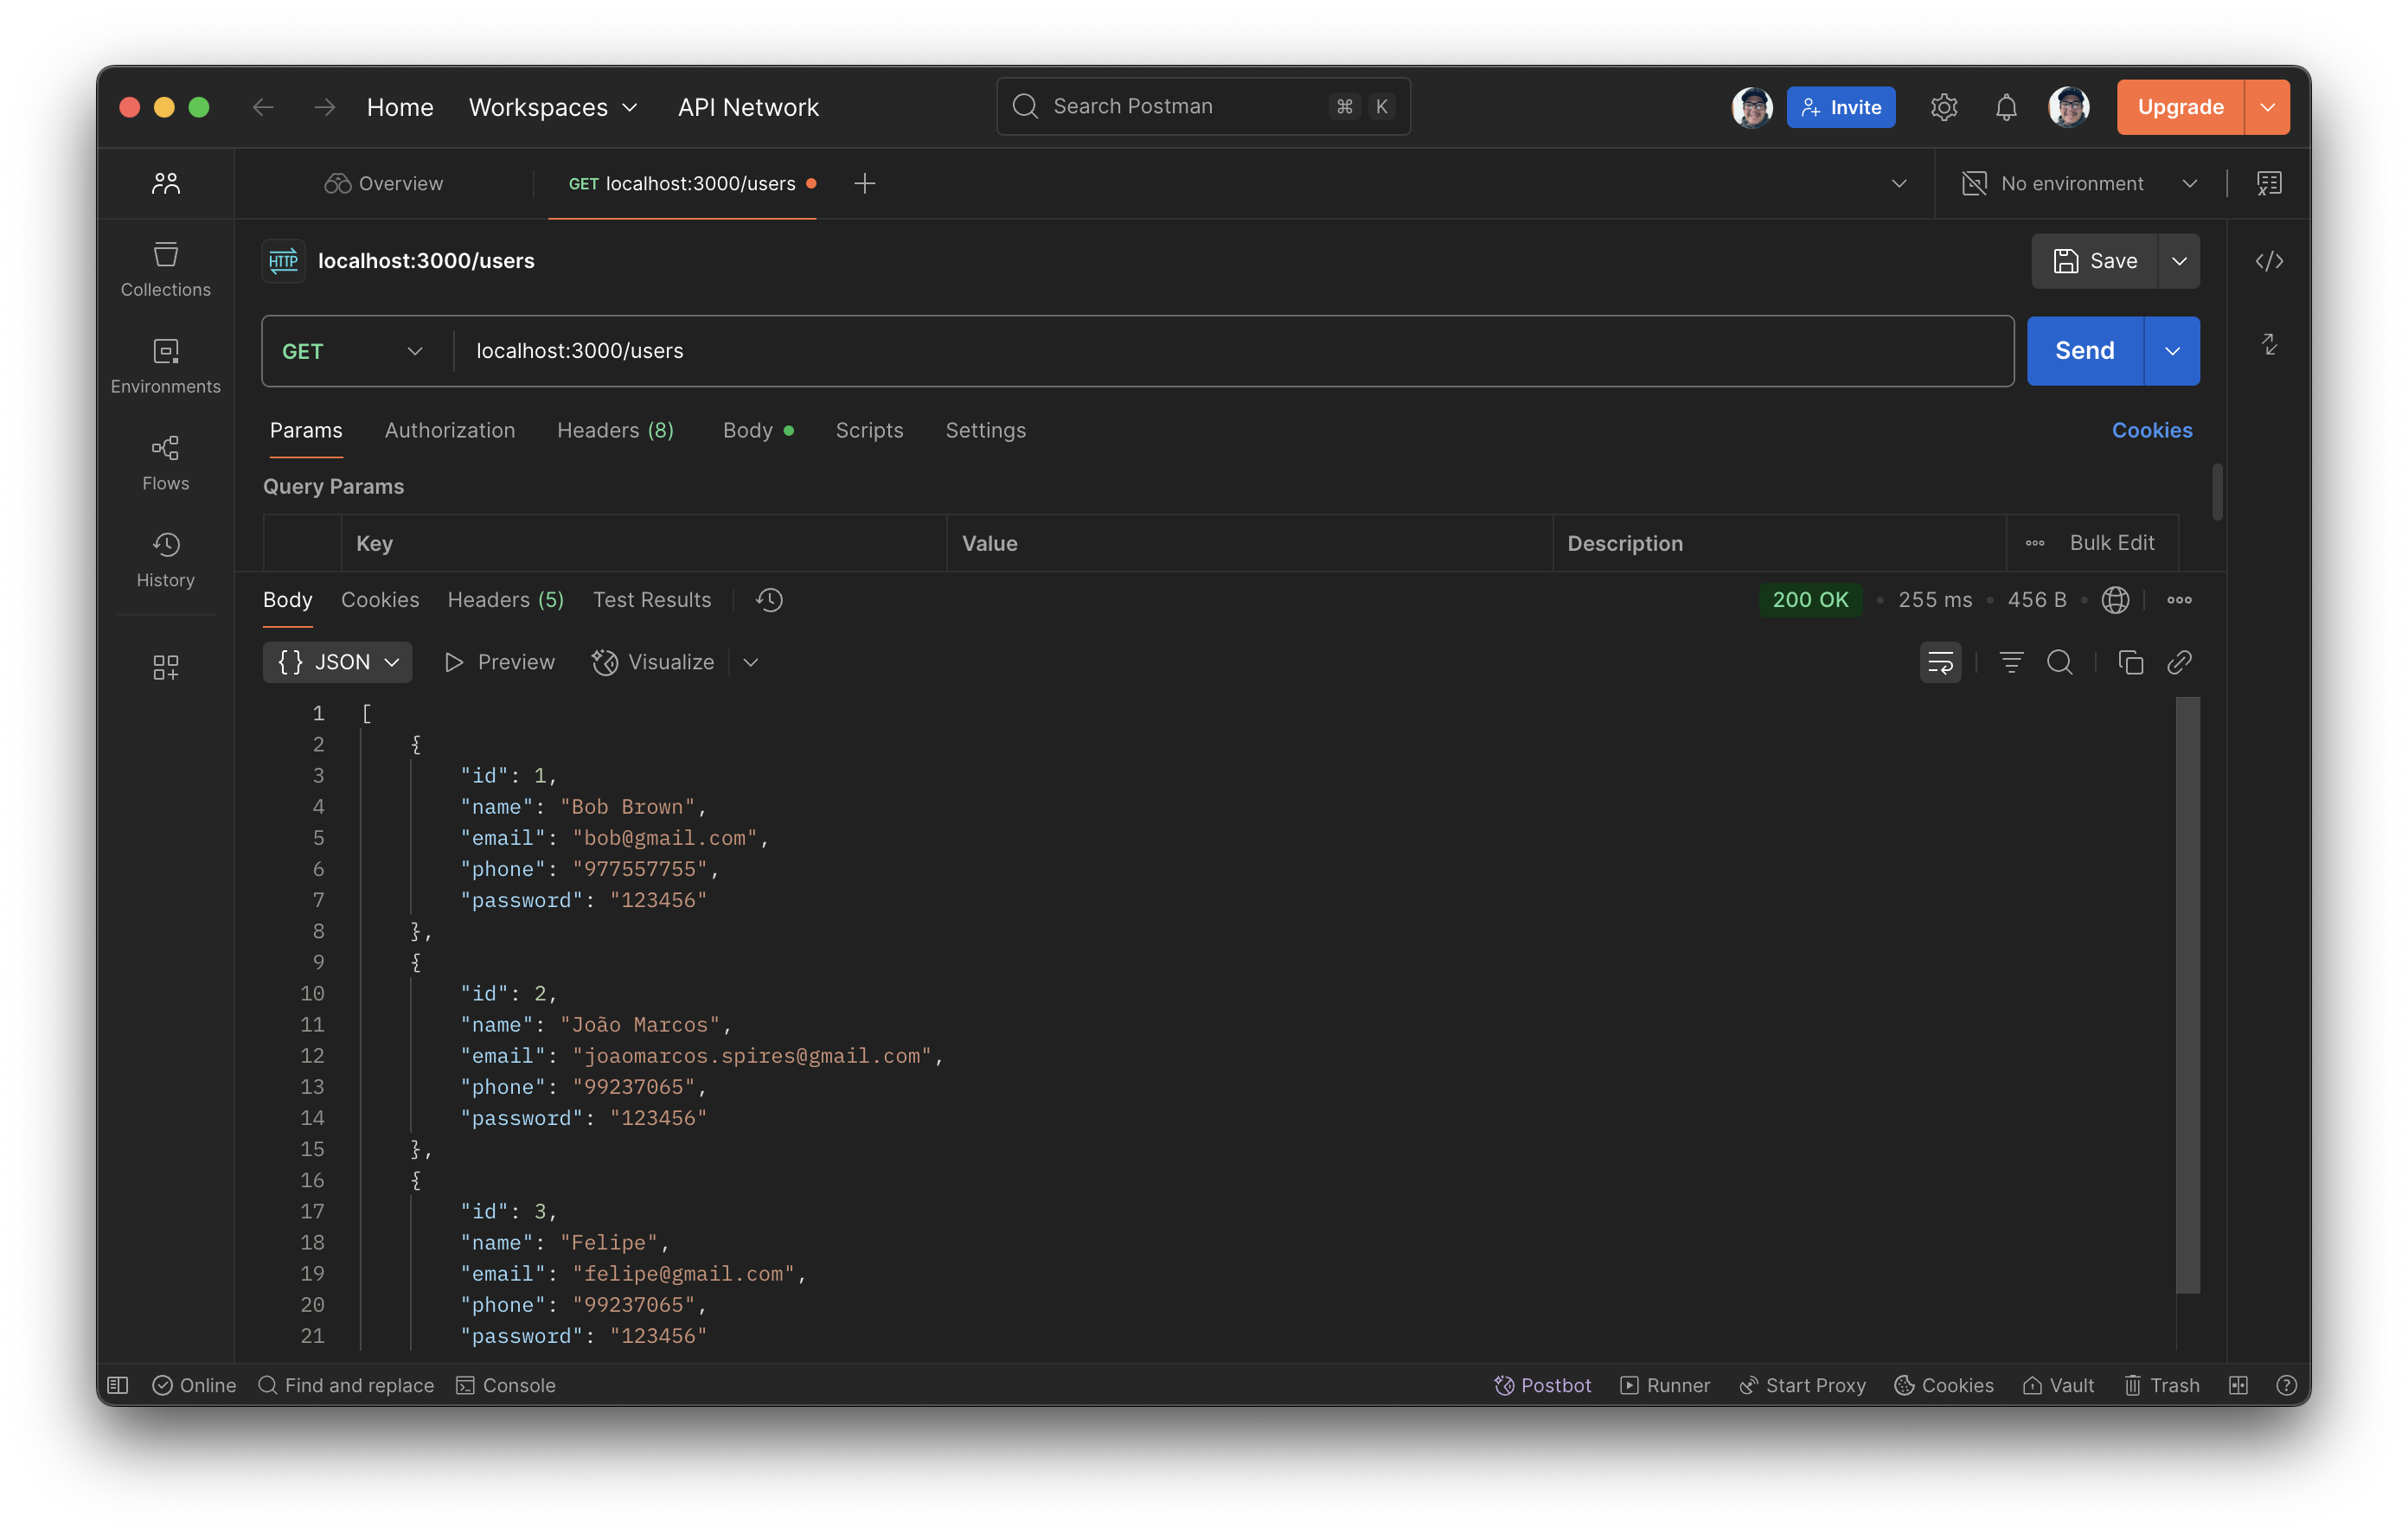 Home Workspaces API Network Search Postman ⌘ K Invite Upgrade
Overview GET localhost:3000/users No environment
HTTP localhost:3000/users Save
Collections
GET localhost:3000/users Send
Environments
Params Authorization Headers (8) Body Scripts Settings Cookies
Flows
Query Params
Key Value Description Bulk Edit
History
Body Cookies Headers (5) Test Results 200 OK 255 ms 456 B
{} JSON Preview Visualize
1 [
2 {
3 "id": 1,
4 "name": "Bob Brown",
5 "email": "bob@gmail.com",
6 "phone": "977557755",
7 "password": "123456"
8 },
9 {
10 "id": 2,
11 "name": "João Marcos",
12 "email": "joaomarcos.spires@gmail.com",
13 "phone": "99237065",
14 "password": "123456"
15 },
16 {
17 "id": 3,
18 "name": "Felipe",
19 "email": "felipe@gmail.com",
20 "phone": "99237065",
21 "password": "123456"
Online Find and replace Console Postbot Runner Start Proxy Cookies Vault Trash